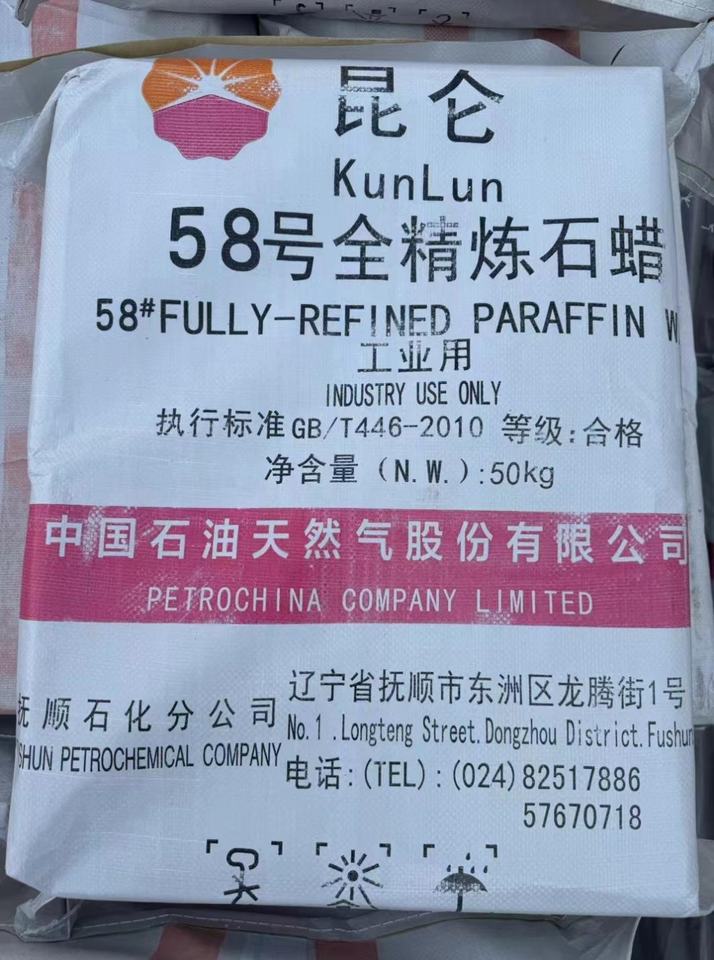 昆仑
KunLun
58号全精炼石蜡
58#FULLY-REFINED PARAFFIN W
工业用
INDUSTRY USE ONLY
执行标准 GB/T446-2010 等级:合格
净含量(N.W.):50kg
中国石油天然气股份有限公司
PETROCHINA COMPANY LIMITED
抚顺石化分公司
SHUN PETROCHEMICAL COMPANY
辽宁省抚顺市东洲区龙腾街1号
No.1.Longteng Street.Dongzhou District.Fushun
电话:(TEL):(024)82517886
57670718